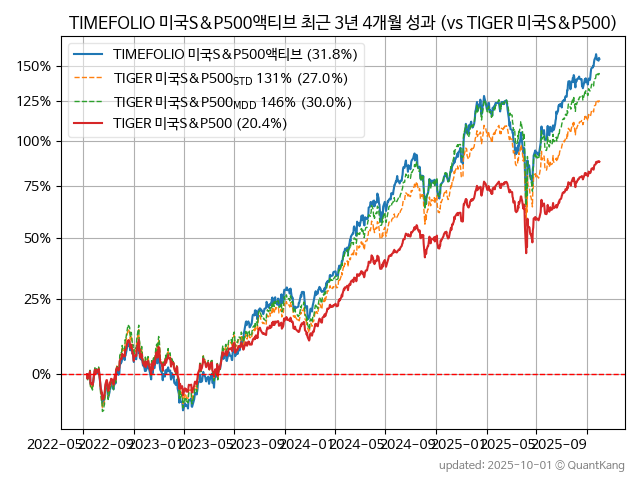 TIMEFOLIO 미국S&P500액티브 최근 3년 4개월 성과 (vs TIGER 미국S&P500)
TIMEFOLIO 미국S&P500액티브 (31.8%)
TIGER 미국S&P500STD 131% (27.0%)
TIGER 미국S&P500MDD 146% (30.0%)
TIGER 미국S&P500 (20.4%)
150%
125%
100%
75%
50%
25%
0%
2022-05 2022-09 2023-01 2023-05 2023-09 2024-01 2024-05 2024-09 2025-01 2025-05 2025-09
updated: 2025-10-01 © QuantKang